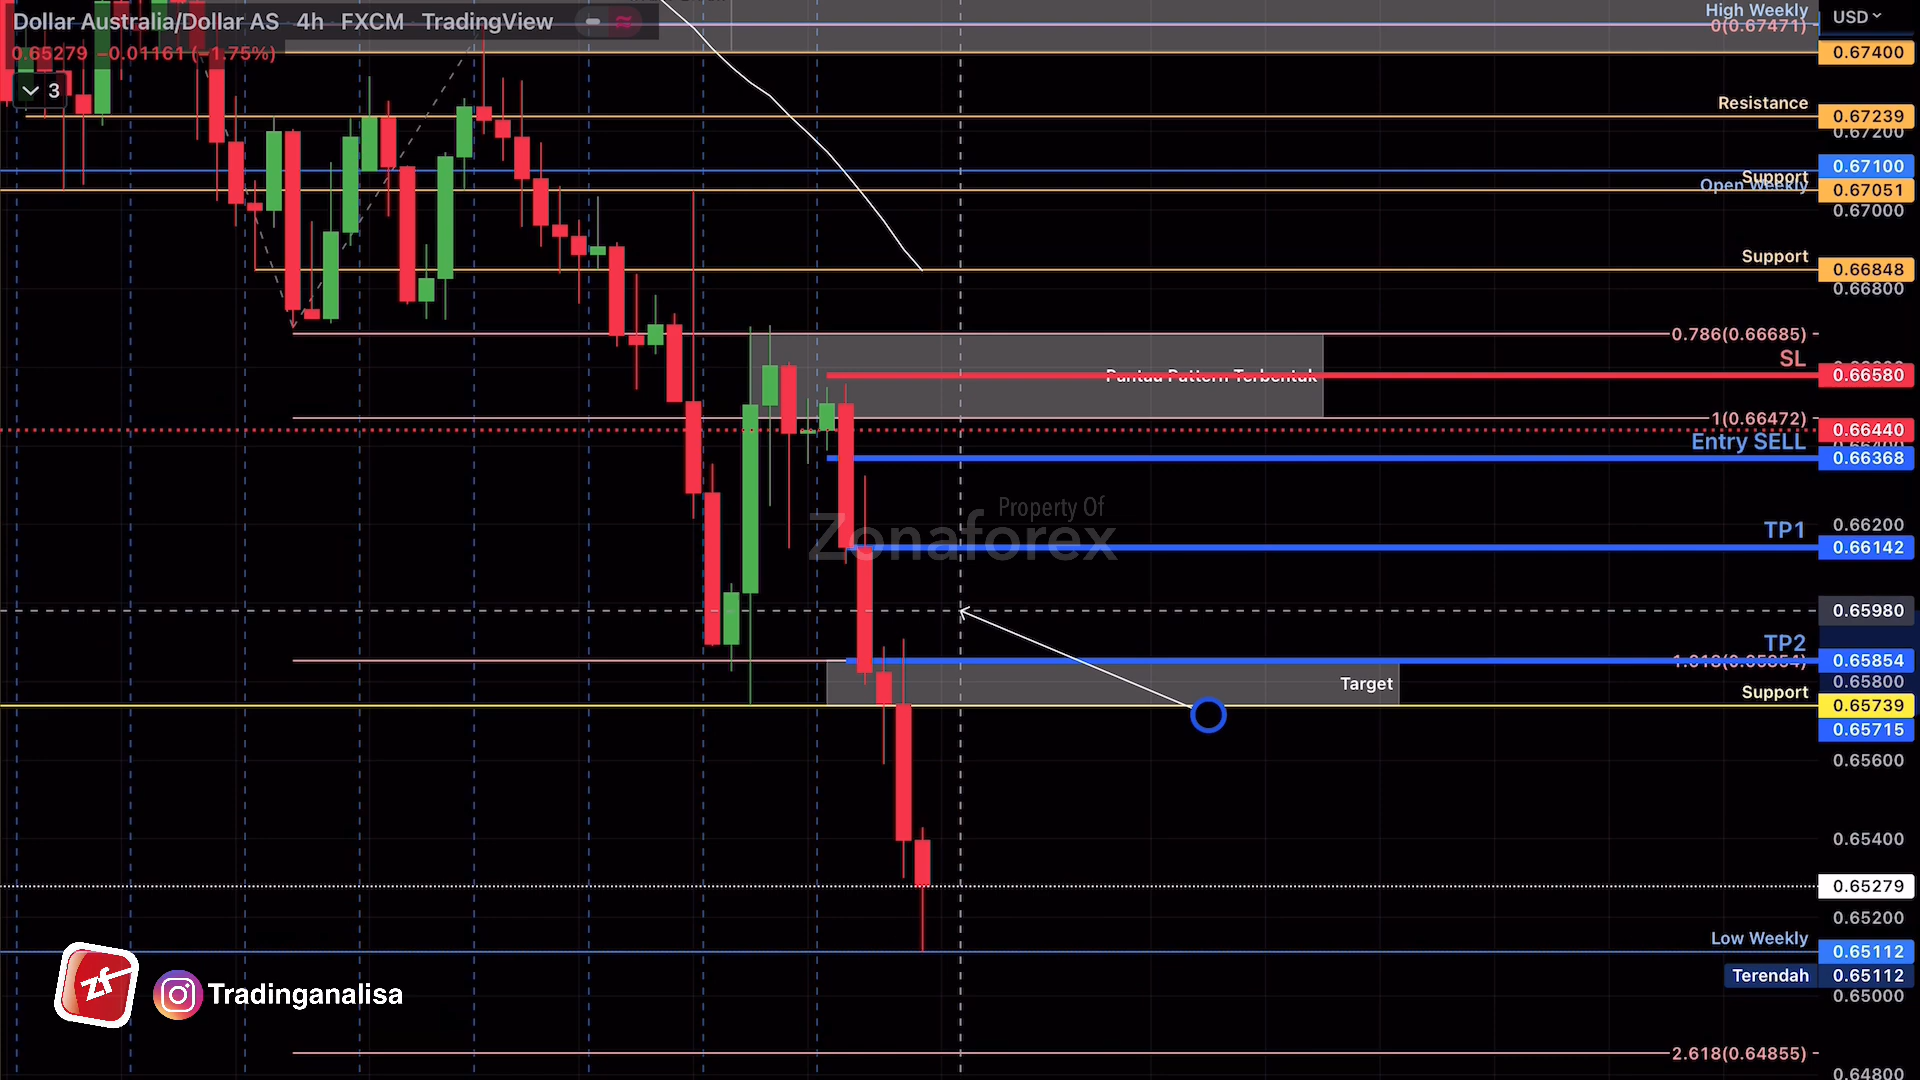 Dollar Australia/Dollar AS 4h FXCM TradingView
0.65279 −0.01161 (−1.75%)
3
USD
High Weekly
0(0.67471)
0.67400
Resistance
0.67239
0.67200
0.67100
Support
Open Weekly
0.67051
0.67000
Support
0.66848
0.66800
0.786(0.66685)
SL
Pantau Pattern Terbentuk
0.66580
1(0.66472)
0.66440
Entry SELL
0.66368
Property Of
Zonaforex
0.66200
TP1
0.66142
0.65980
TP2
0.65854
Target
0.65800
Support
0.65739
0.65715
0.65600
0.65400
0.65279
0.65200
Low Weekly
0.65112
Terendah 0.65112
0.65000
zf
Tradinganalisa
2.618(0.64855)
0.64800